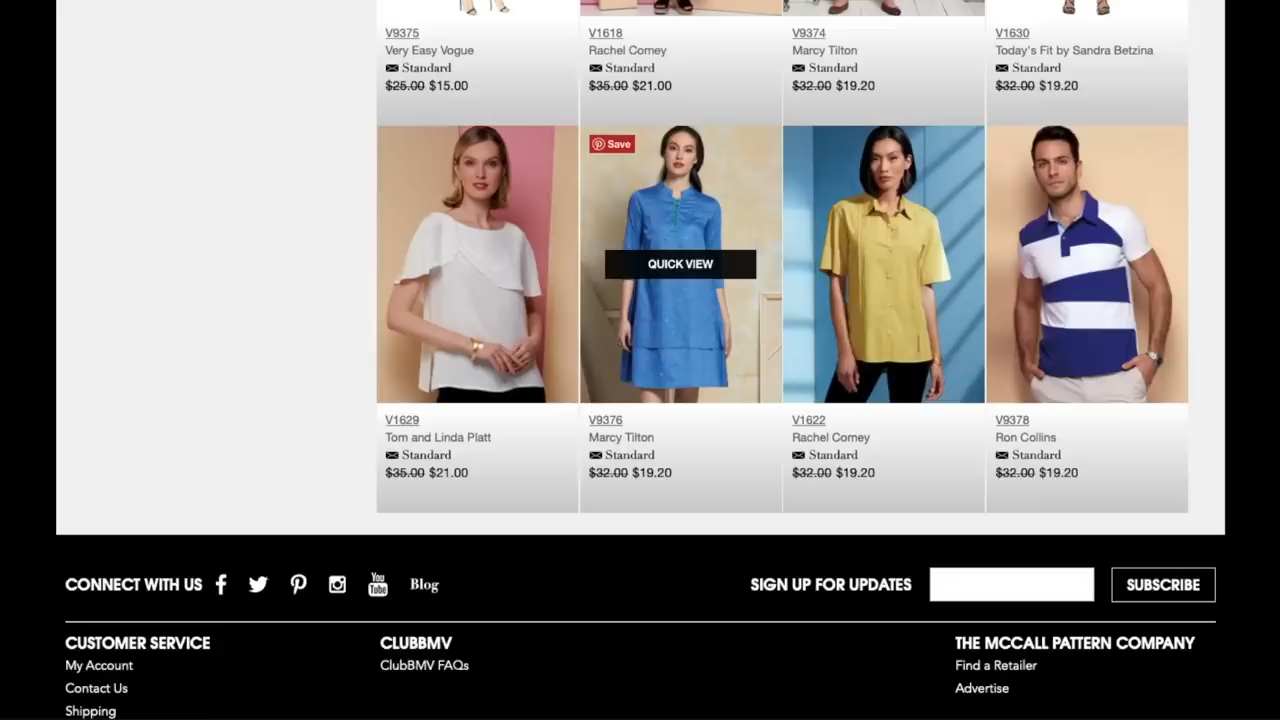 V9375
Very Easy Vogue
Standard
$25.00 $15.00
V1618
Rachel Comey
Standard
$35.00 $21.00
V9374
Marcy Tilton
Standard
$32.00 $19.20
V1630
Today's Fit by Sandra Betzina
Standard
$32.00 $19.20
Save
QUICK VIEW
V1629
Tom and Linda Platt
Standard
$35.00 $21.00
V9376
Marcy Tilton
Standard
$32.00 $19.20
V1622
Rachel Comey
Standard
$32.00 $19.20
V9378
Ron Collins
Standard
$32.00 $19.20
CONNECT WITH US
You Tube
Blog
SIGN UP FOR UPDATES
SUBSCRIBE
CUSTOMER SERVICE
My Account
Contact Us
Shipping
CLUBBMV
ClubBMV FAQs
THE MCCALL PATTERN COMPANY
Find a Retailer
Advertise